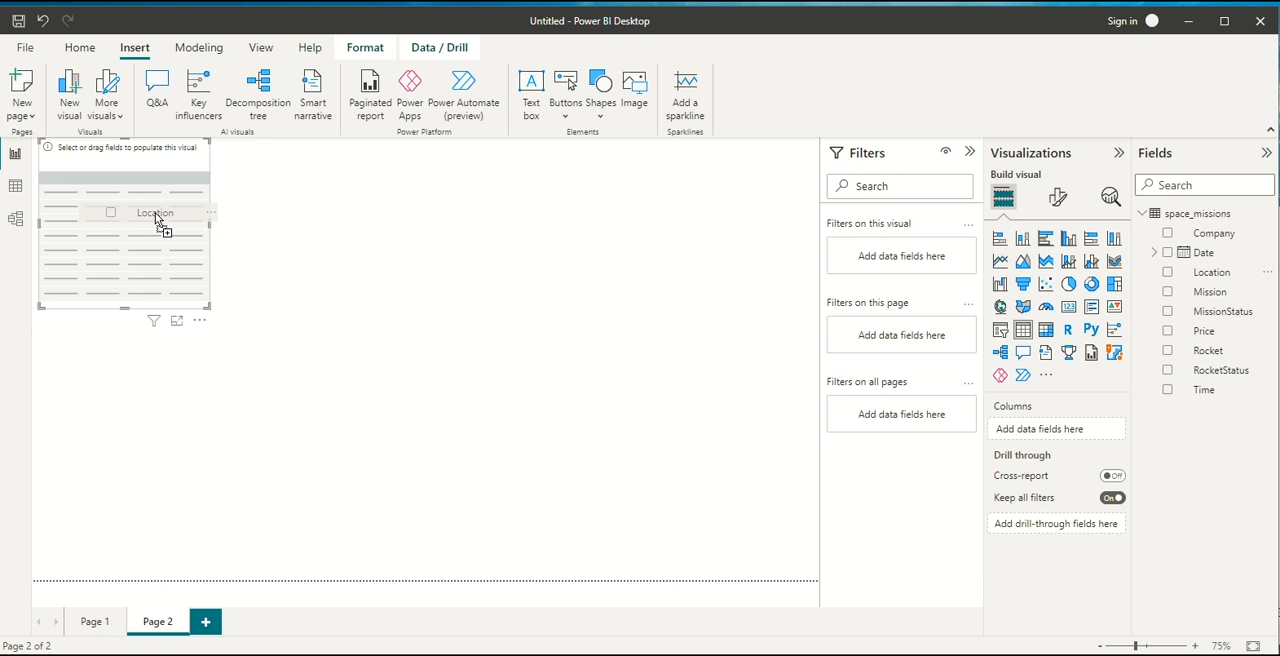 Untitled - Power BI Desktop
Sign in
File Home Insert Modeling View Help Format Data / Drill
New page
New visual
More visuals
Q&A
Key influencers
Decomposition tree
Smart narrative
Paginated report
Power Apps
Power Automate (preview)
Text box
Buttons
Shapes
Image
Add a sparkline
Pages
Visuals
AI visuals
Power Platform
Elements
Sparklines
Select or drag fields to populate this visual
Location
Filters
Search
Filters on this visual
Add data fields here
Filters on this page
Add data fields here
Filters on all pages
Add data fields here
Visualizations
Build visual
123
R
Py
Columns
Add data fields here
Drill through
Cross-report
Off
Keep all filters
On
Add drill-through fields here
Fields
Search
space_missions
Company
Date
Location
Mission
MissionStatus
Price
Rocket
RocketStatus
Time
Page 1
Page 2
Page 2 of 2
75%